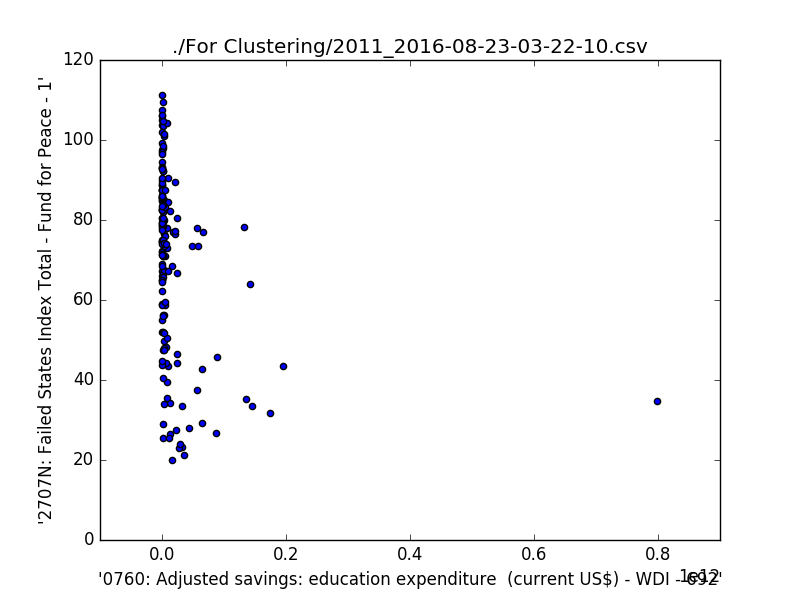 ./For Clustering/2011_2016-08-23-03-22-10.csv
120
100
80
60
40
20
0
'2707N: Failed States Index Total - Fund for Peace - 1'
0.0 0.2 0.4 0.6 0.8
1e12
'0760: Adjusted savings: education expenditure  (current US$) - WDI - 692'